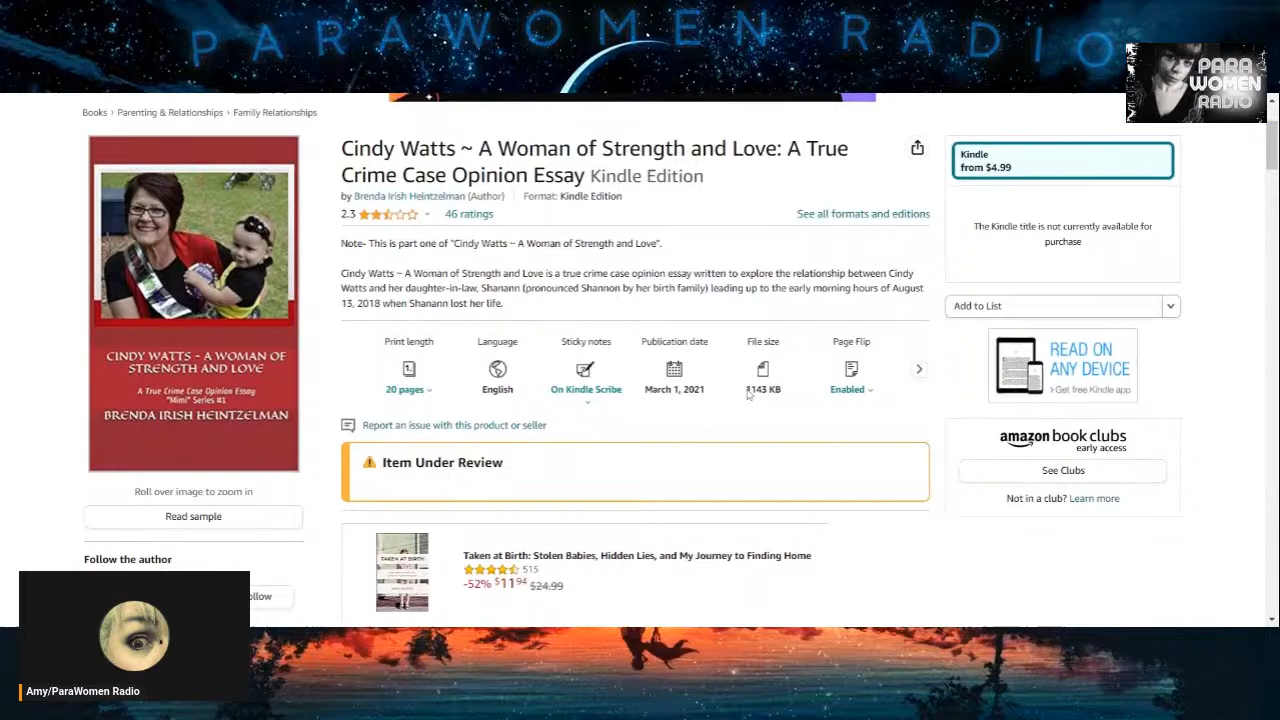 PARAWOMEN RADIO
PARA
WOMEN
RADIO
Books › Parenting & Relationships › Family Relationships
Cindy Watts ~ A Woman of Strength and Love: A True
Crime Case Opinion Essay Kindle Edition
by Brenda Irish Heintzelman (Author) Format: Kindle Edition
2.3 46 ratings
See all formats and editions
Note- This is part one of "Cindy Watts ~ A Woman of Strength and Love".
Cindy Watts ~ A Woman of Strength and Love is a true crime case opinion essay written to explore the relationship between Cindy
Watts and her daughter-in-law, Shanann (pronounced Shannon by her birth family) leading up to the early morning hours of August
13, 2018 when Shanann lost her life.
Print length
Language
Sticky notes
Publication date
File size
Page Flip
20 pages
English
On Kindle Scribe
March 1, 2021
KB
Enabled
Report an issue with this product or seller
Item Under Review
Taken at Birth: Stolen Babies, Hidden Lies, and My Journey to Finding Home
515
-52% $11 94 $24.99
CINDY WATTS ~ A WOMAN OF
STRENGTH AND LOVE
A True Crime Case Opinion Essay
"Mimi" Series #1
BRENDA IRISH HEINTZELMAN
Roll over image to zoom in
Read sample
Follow the author
TAKEN AT BIRTH
Kindle
from $4.99
The Kindle title is not currently available for
purchase
Add to List
READ ON
ANY DEVICE
› Get free Kindle app
amazon book clubs
early access
See Clubs
Not in a club? Learn more
Amy/ParaWomen Radio